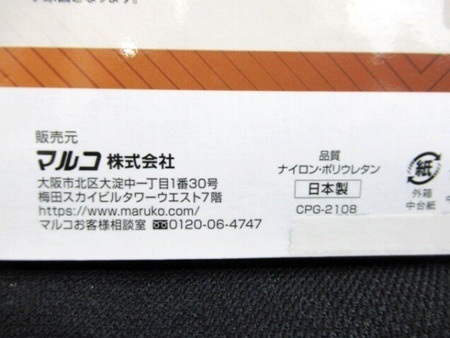 販売元
マルコ 株式会社
大阪市北区大淀中一丁目1番30号
梅田スカイビルタワーウエスト7階
https://www.maruko.com/
マルコお客様相談室 0120-06-4747
品質
ナイロン・ポリウレタン
日本製
CPG-2108
紙
外箱
中台紙